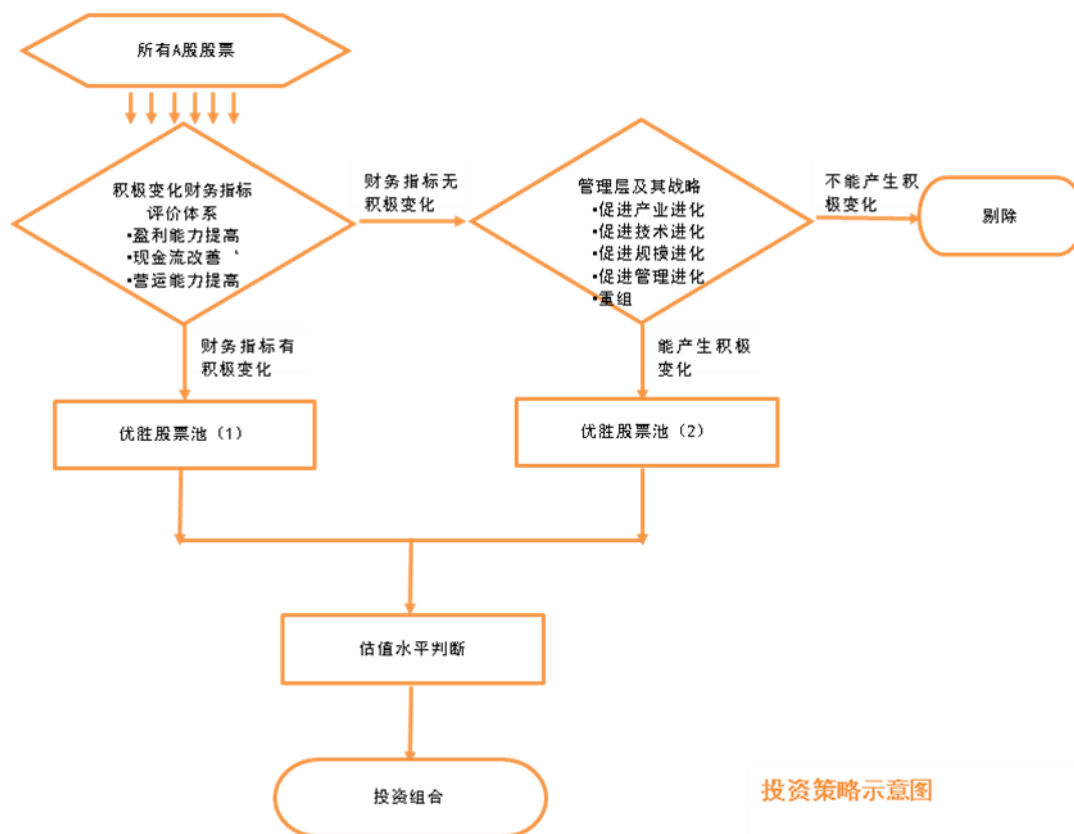 所有A股股票
积极变化财务指标
评价体系
▪盈利能力提高
▪现金流改善 `
▪营运能力提高
财务指标无
积极变化
管理层及其战略
▪促进产业进化
▪促进技术进化
▪促进规模进化
▪促进管理进化
▪重组
不能产生积
极变化
剔除
财务指标有
积极变化
能产生积极
变化
优胜股票池（1）
优胜股票池（2）
估值水平判断
投资组合
投资策略示意图